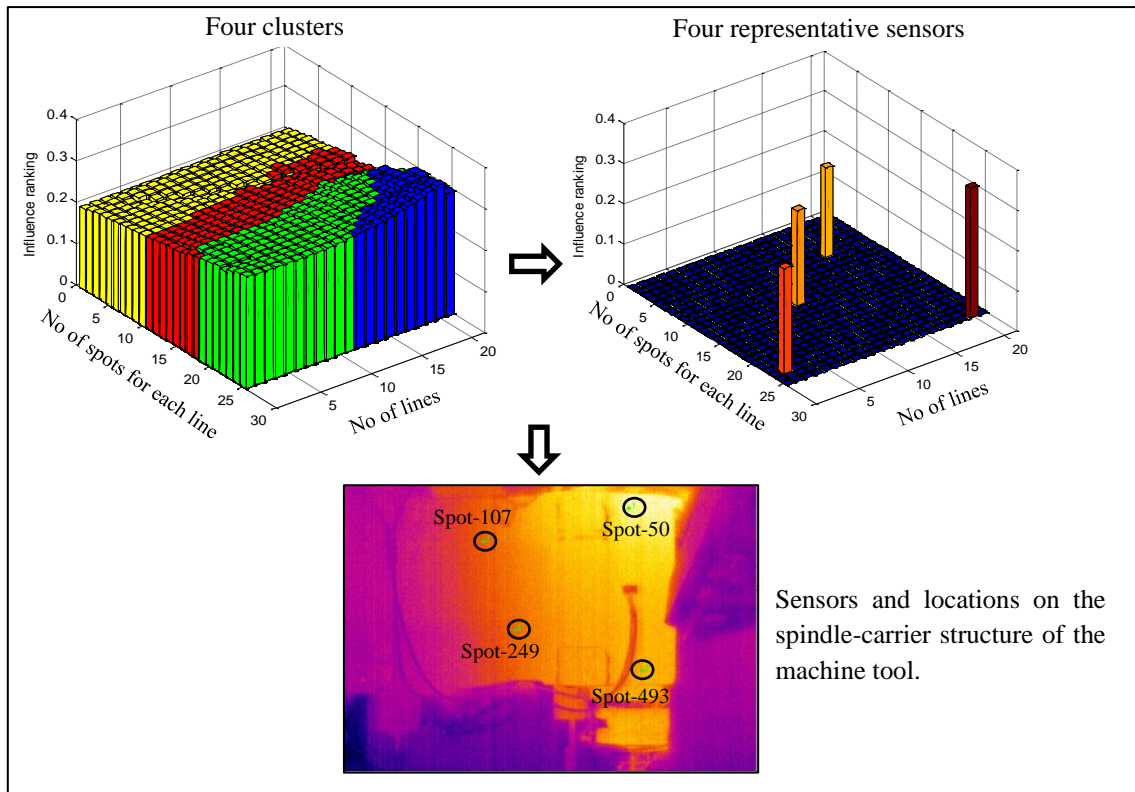 Four clusters
Four representative sensors
0.4
0.3
0.2
0.1
0
Influence ranking
0
5
10
15
20
25
30
No of spots for each line
5
10
15
20
No of lines
0.4
0.3
0.2
0.1
0
Influence ranking
0
5
10
15
20
25
30
No of spots for each line
5
10
15
20
No of lines
Spot-107
Spot-50
Spot-249
Spot-493
Sensors and locations on the
spindle-carrier structure of the
machine tool.